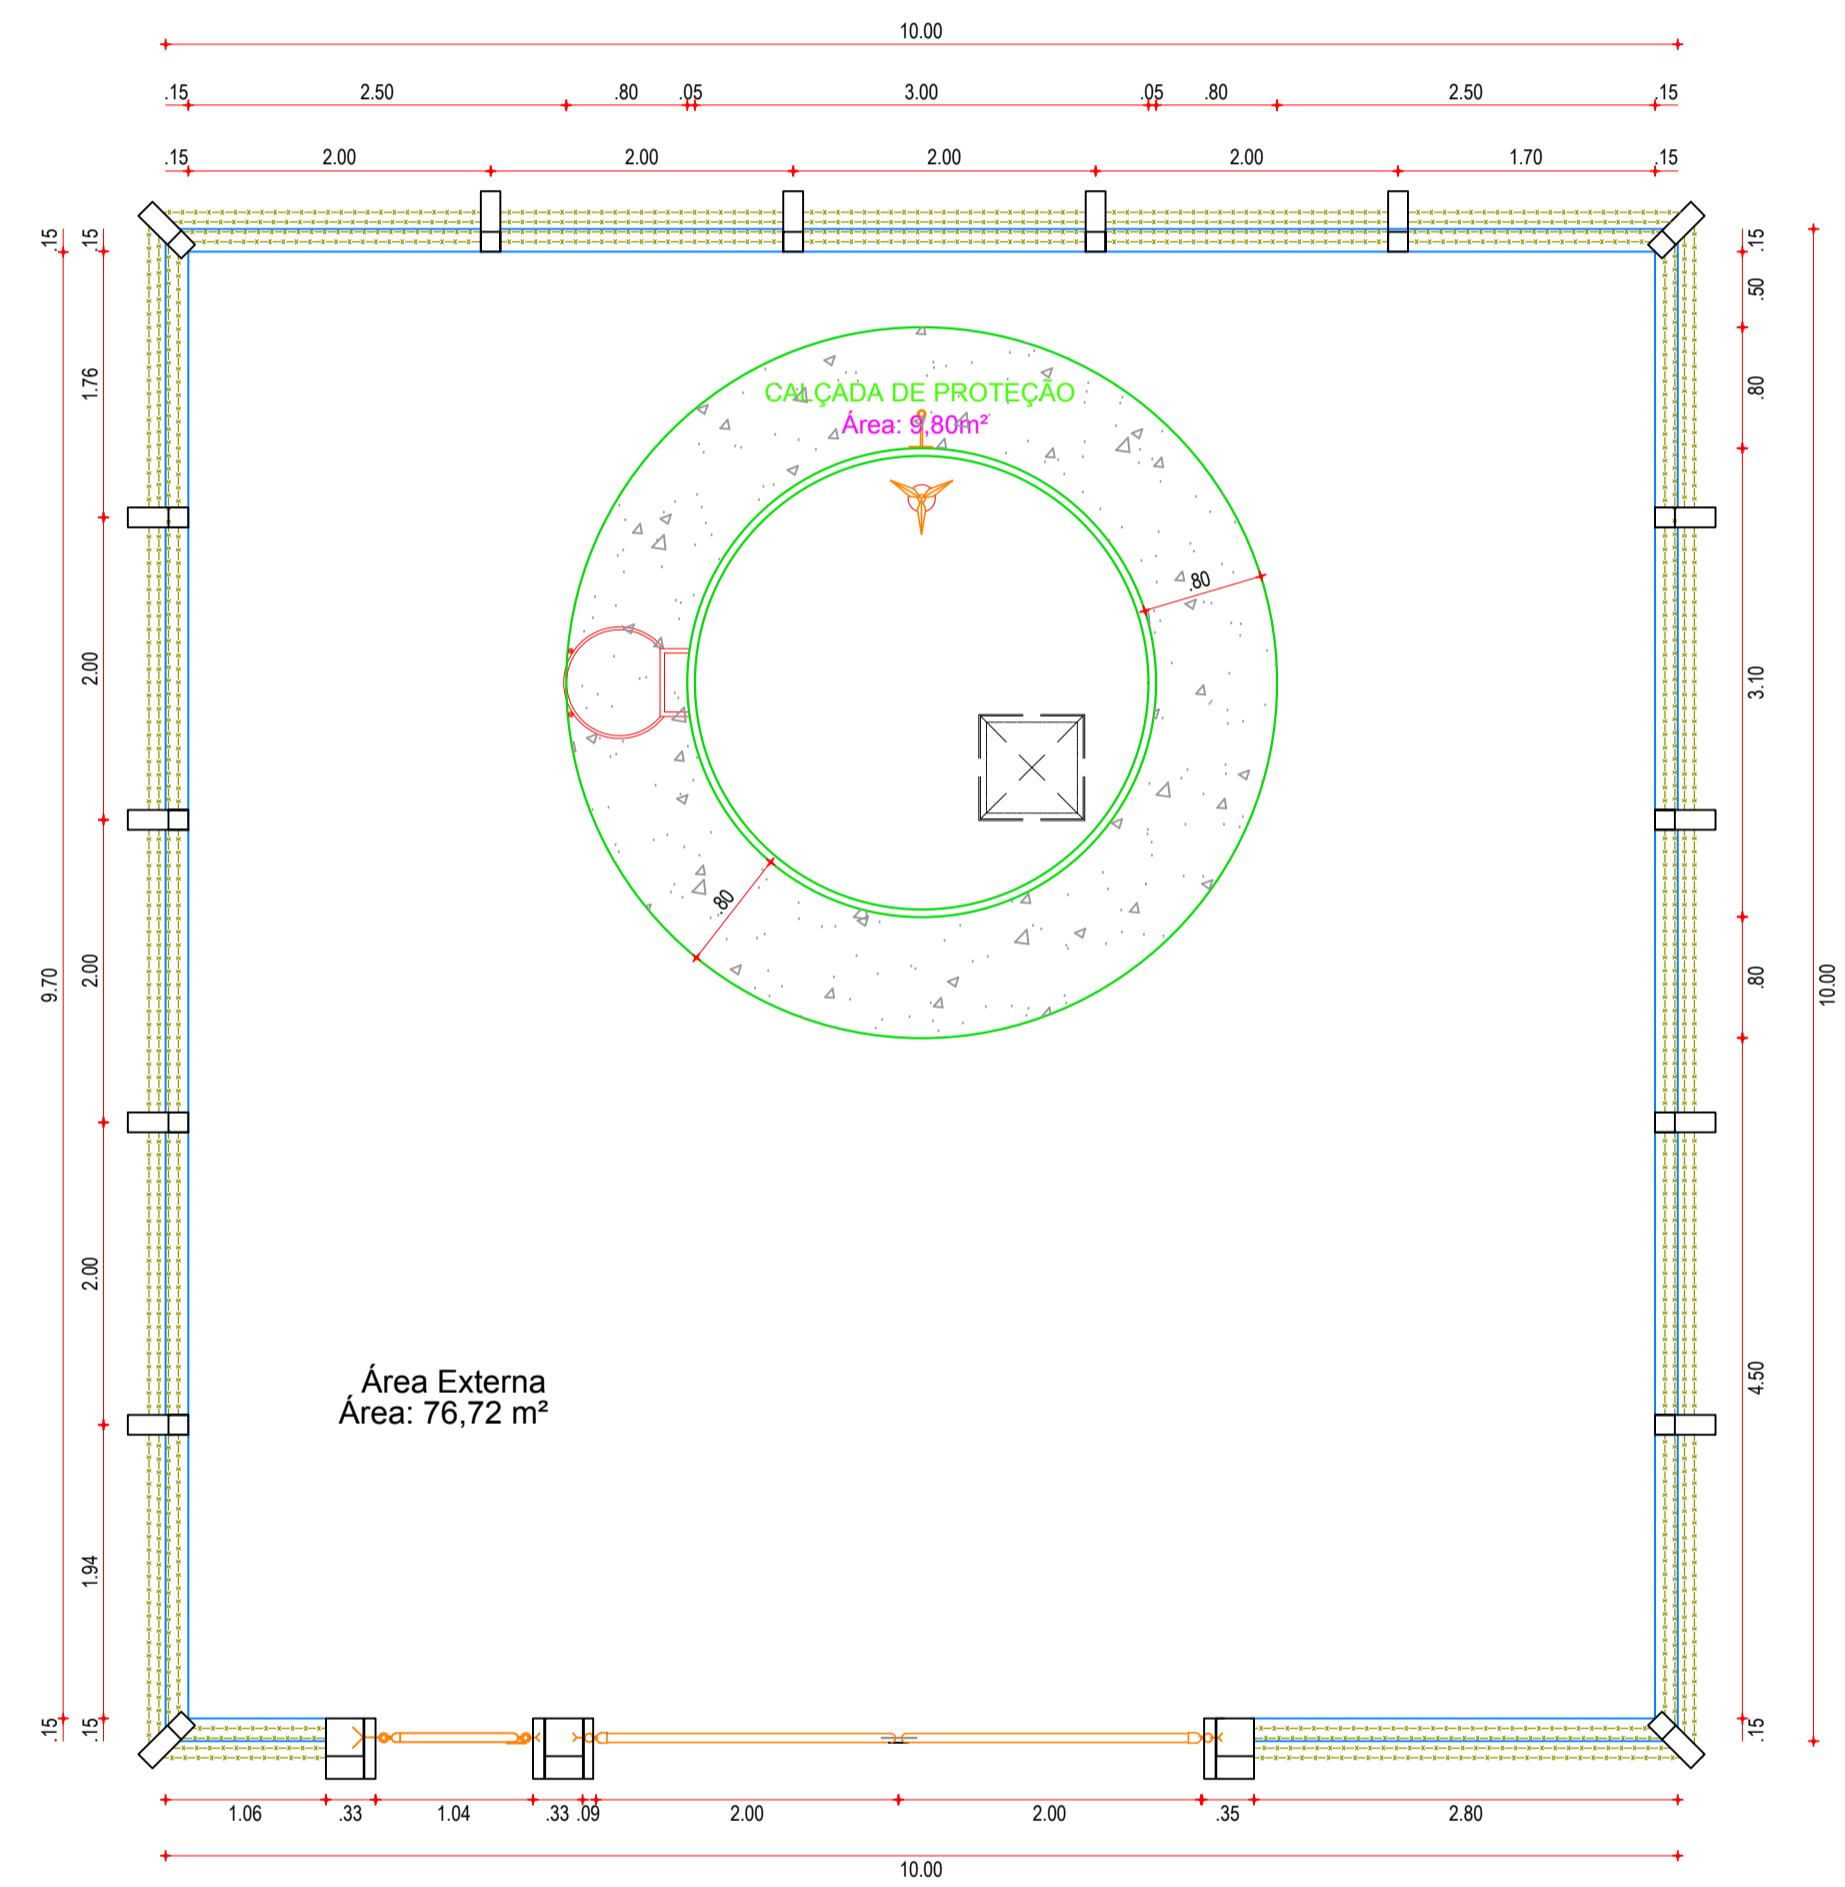 10.00
.15 2.50 .80 .05 3.00 .05 .80 2.50 .15
.15 2.00 2.00 2.00 2.00 1.70 .15
.15 .15 .15
.50
1.76 .80
CALÇADA DE PROTEÇÃO
Área: 9,80m²
.80
2.00 3.10
.80
9.70 2.00 .80 10.00
2.00 4.50
Área Externa
Área: 76,72 m²
1.94
.15 .15 .15
1.06 .33 1.04 .33 .09 2.00 2.00 .35 2.80
10.00